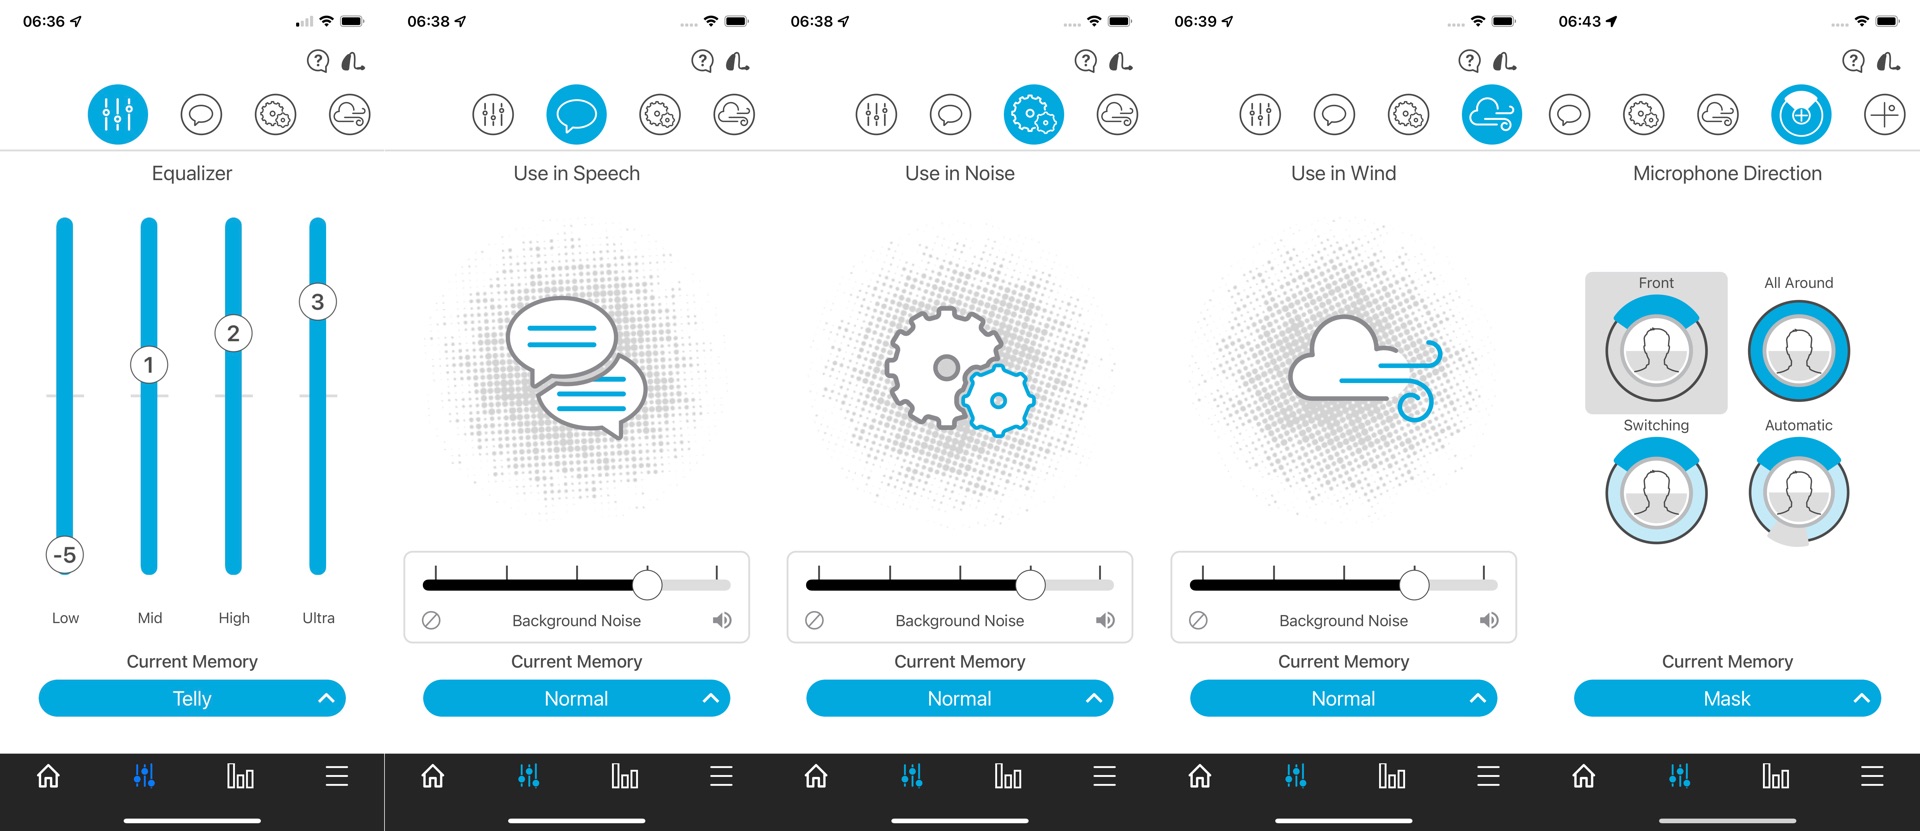 06:36
Equalizer
-5
1
2
3
Low
Mid
High
Ultra
Current Memory
Telly
06:38
Use in Speech
Background Noise
Current Memory
Normal
06:38
Use in Noise
Background Noise
Current Memory
Normal
06:39
Use in Wind
Background Noise
Current Memory
Normal
06:43
Microphone Direction
Front
All Around
Switching
Automatic
Current Memory
Mask